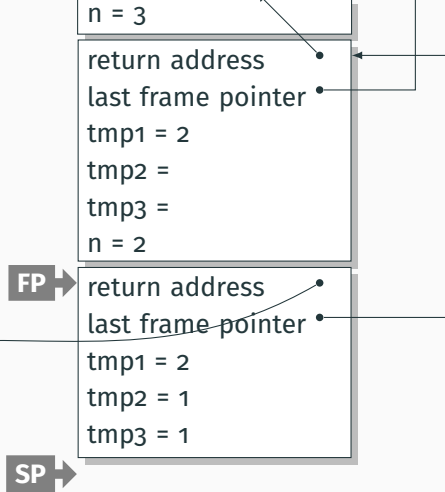 n = 3
return address
last frame pointer
tmp1 = 2
tmp2 =
tmp3 =
n = 2
FP
return address
last frame pointer
tmp1 = 2
tmp2 = 1
tmp3 = 1
SP